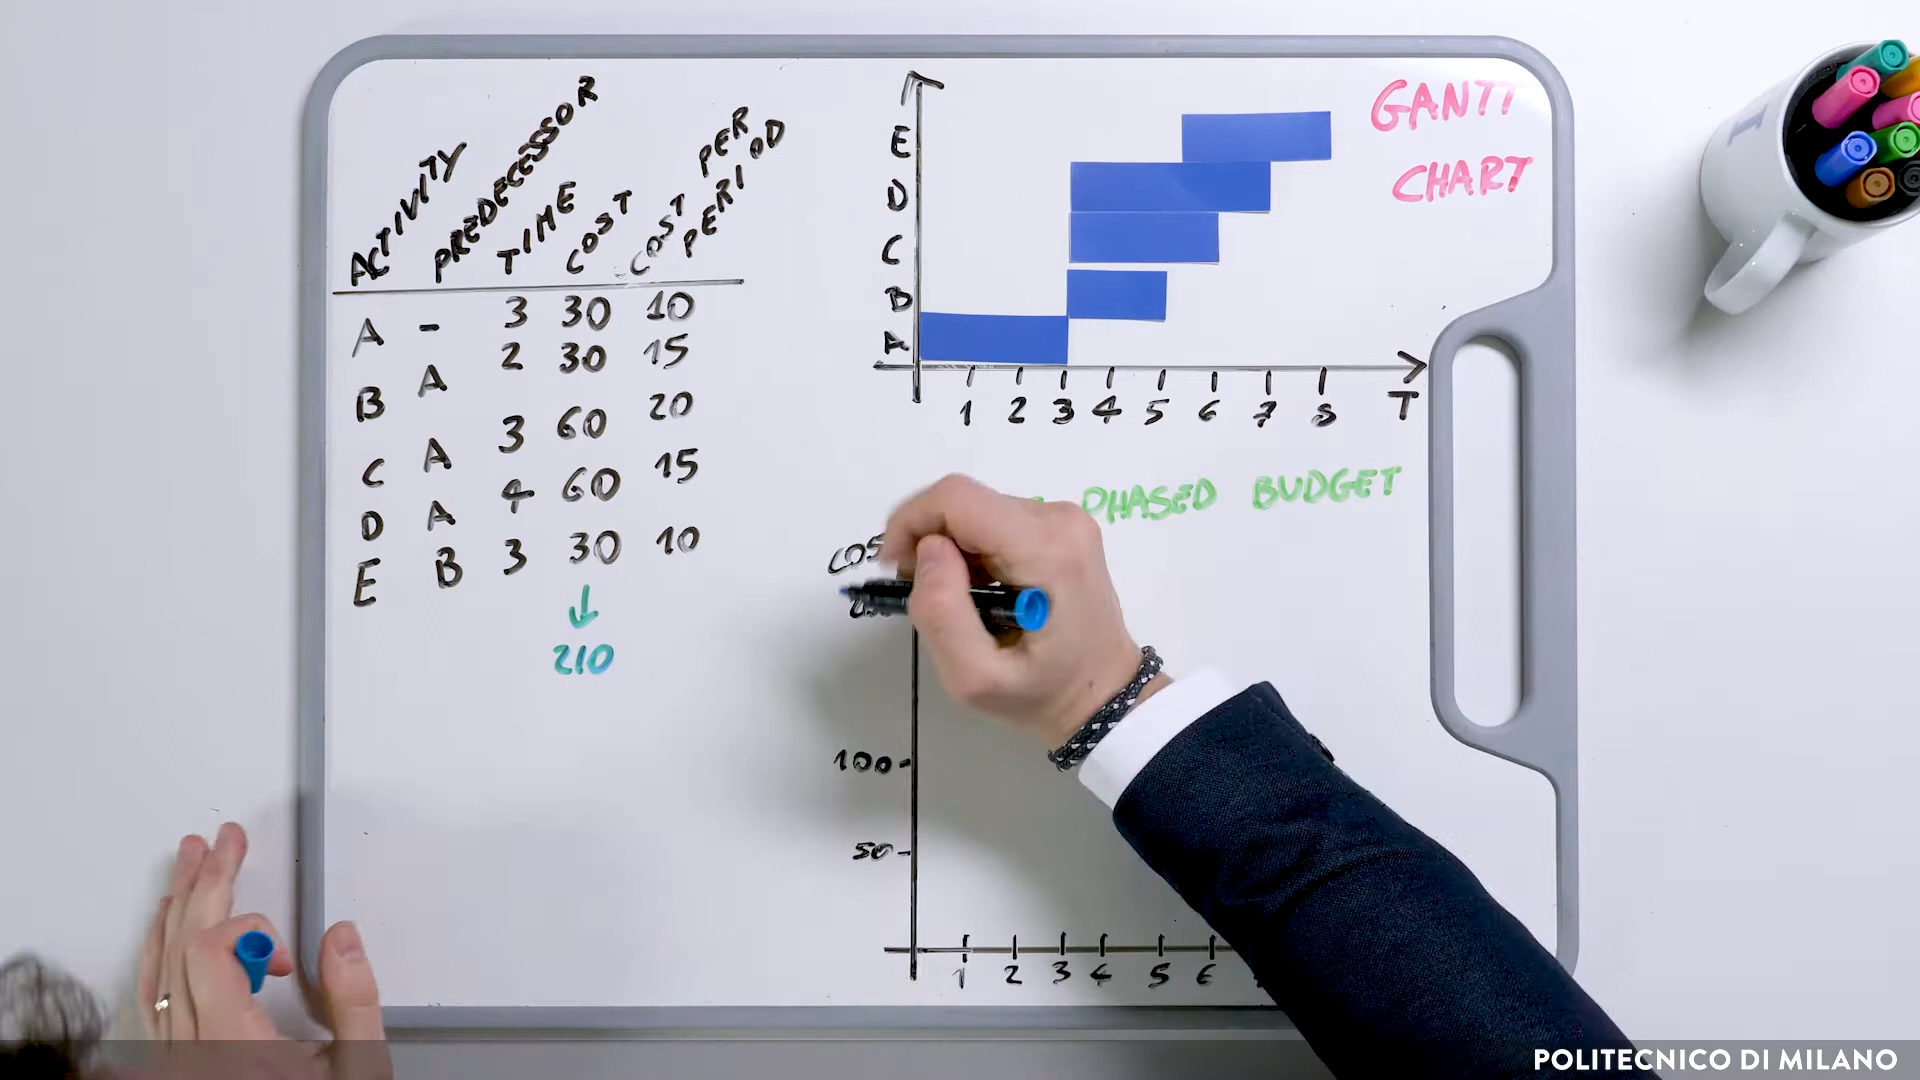 ACTIVITY PREDECESSOR TIME COST COST PER PERIOD
A - 3 30 10
B A 2 30 15
C A 3 60 20
D A 4 60 15
E B 3 30 10
↓
210
GANTT
CHART
E
D
C
B
A
1 2 3 4 5 6 7 8 T
PHASED BUDGET
100
50
1 2 3 4 5 6
POLITECNICO DI MILANO